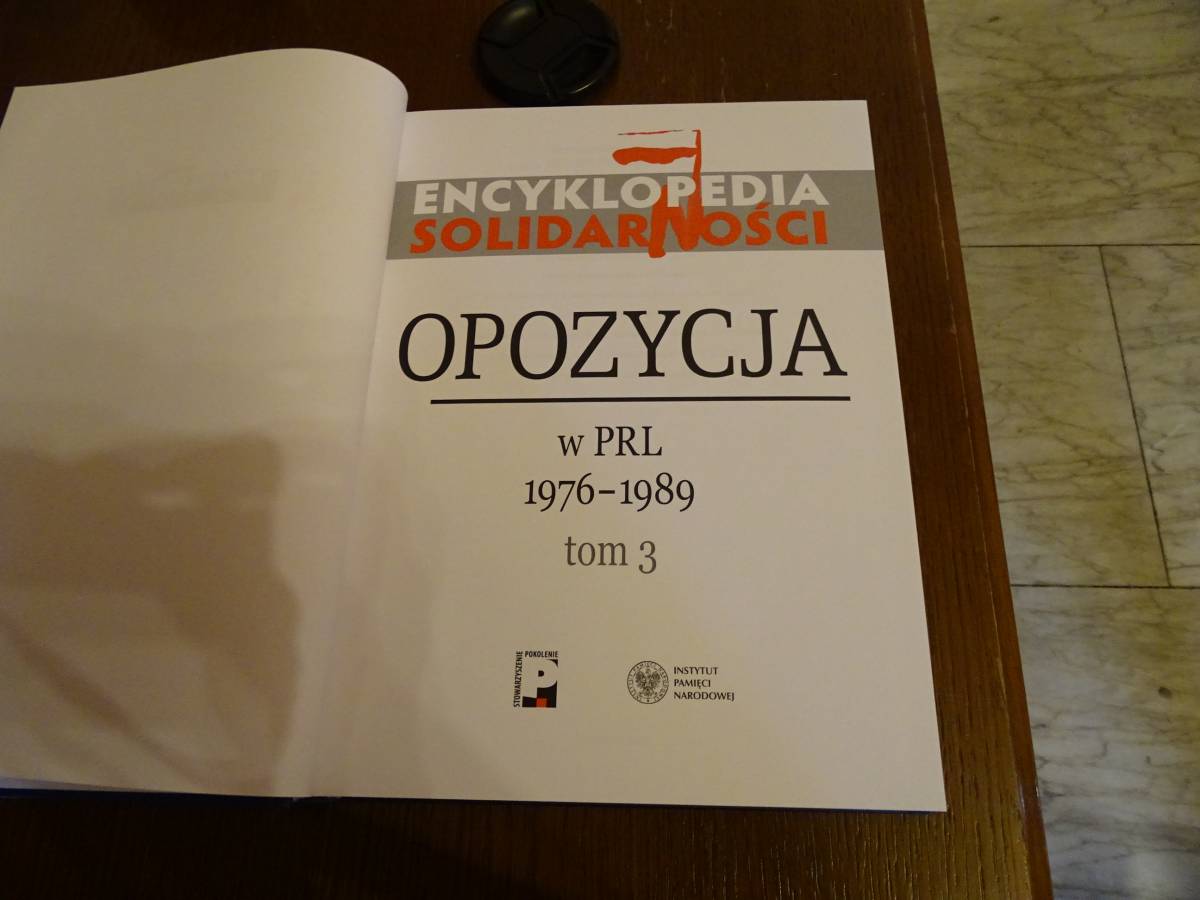 ENCYKLOPEDIA
SOLIDARNOŚCI
OPOZYCJA
w PRL
1976–1989
tom 3
STOWARZYSZENIE
POKOLENIE
P
INSTYTUT
PAMIĘCI
NARODOWEJ